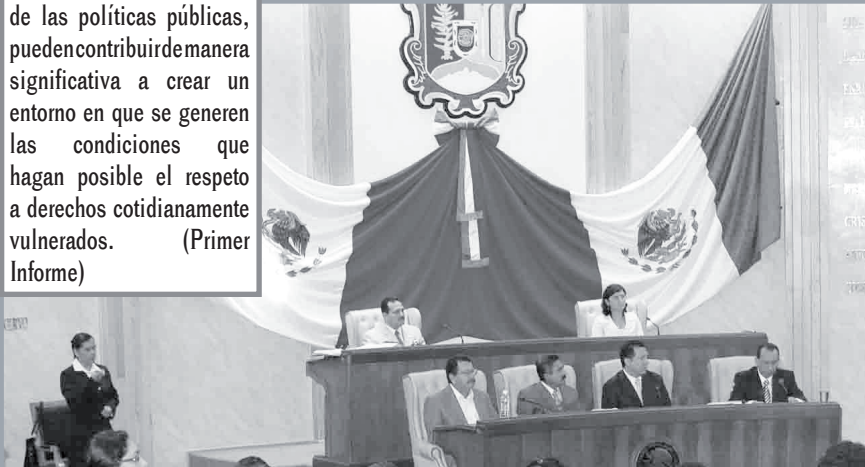 de las políticas públicas,
puedencontribuirdemanera
significativa a crear un
entorno en que se generen
las condiciones que
hagan posible el respeto
a derechos cotidianamente
vulnerados. (Primer
Informe)